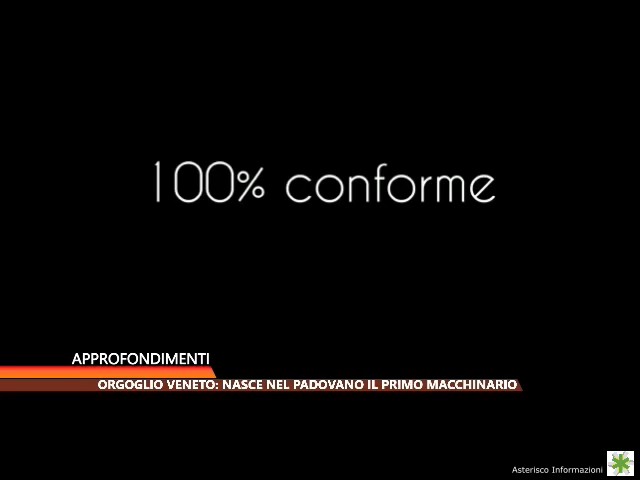 100% conforme
APPROFONDIMENTI
ORGOGLIO VENETO: NASCE NEL PADOVANO IL PRIMO MACCHINARIO
Asterisco Informazioni